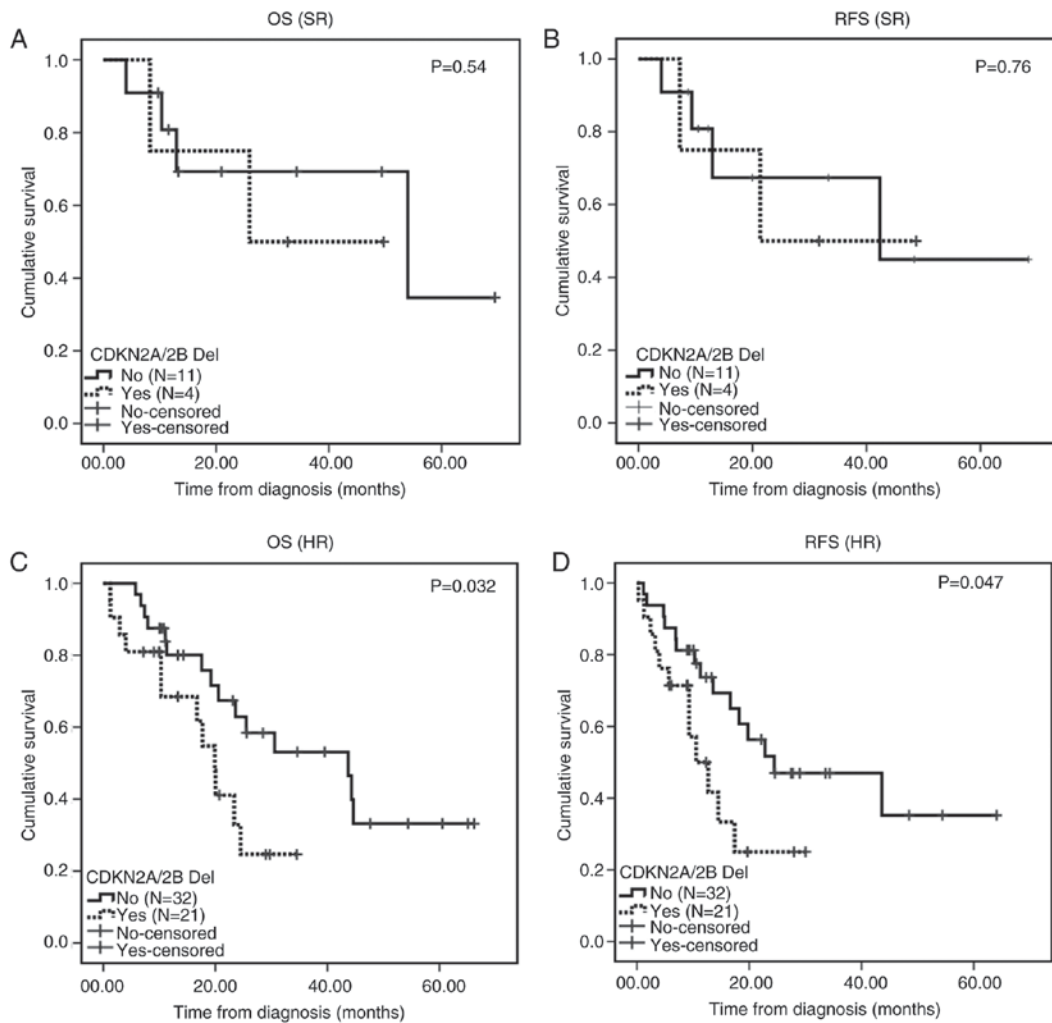 A
OS (SR)
P=0.54
Cumulative survival
1.0
0.8
0.6
0.4
0.2
0.0
CDKN2A/2B Del
No (N=11)
Yes (N=4)
No-censored
Yes-censored
00.00 20.00 40.00 60.00
Time from diagnosis (months)
B
RFS (SR)
P=0.76
Cumulative survival
1.0
0.8
0.6
0.4
0.2
0.0
CDKN2A/2B Del
No (N=11)
Yes (N=4)
No-censored
Yes-censored
00.00 20.00 40.00 60.00
Time from diagnosis (months)
C
OS (HR)
P=0.032
Cumulative survival
1.0
0.8
0.6
0.4
0.2
0.0
CDKN2A/2B Del
No (N=32)
Yes (N=21)
No-censored
Yes-censored
00.00 20.00 40.00 60.00
Time from diagnosis (months)
D
RFS (HR)
P=0.047
Cumulative survival
1.0
0.8
0.6
0.4
0.2
0.0
CDKN2A/2B Del
No (N=32)
Yes (N=21)
No-censored
Yes-censored
00.00 20.00 40.00 60.00
Time from diagnosis (months)